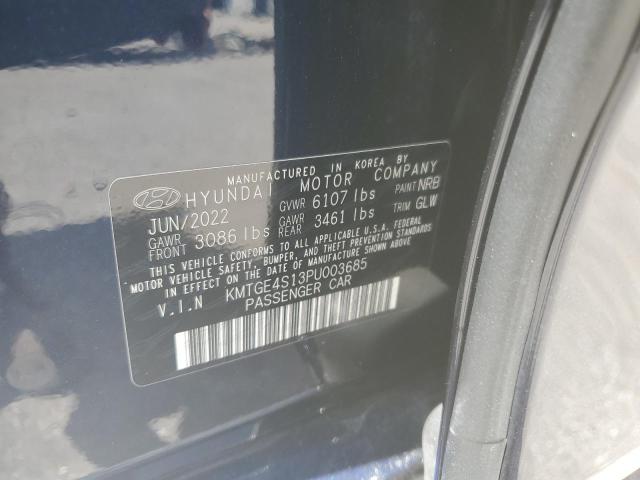 MANUFACTURED IN KOREA BY
HYUNDAI MOTOR COMPANY
JUN/2022 GVWR 6107 lbs PAINT NRB
GAWR FRONT 3086 lbs GAWR REAR 3461 lbs TRIM GLW
THIS VEHICLE CONFORMS TO ALL APPLICABLE U.S.A. FEDERAL
MOTOR VEHICLE SAFETY, BUMPER, AND THEFT PREVENTION STANDARDS
IN EFFECT ON THE DATE OF MANUFACTURE SHOWN ABOVE.
V.I.N KMTGE4S13PU003685
PASSENGER CAR